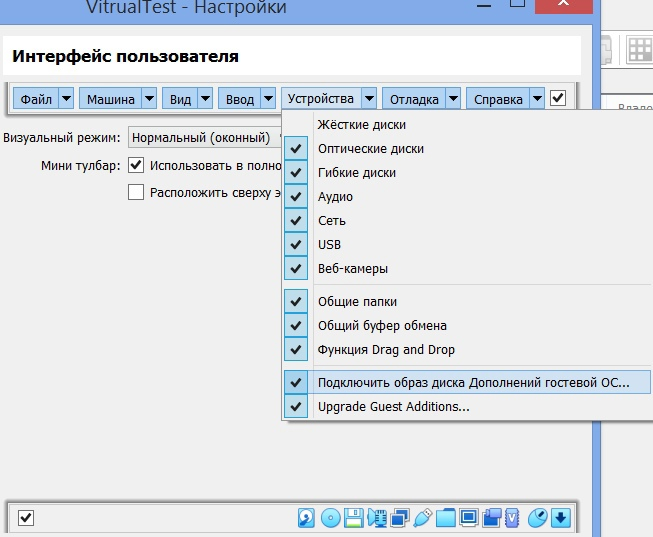 VitrualTest - Настройки
Интерфейс пользователя
Файл Машина Вид Ввод Устройства Отладка Справка
Визуальный режим: Нормальный (оконный)
Мини тулбар: Использовать в полно
Расположить сверху э
Жёсткие диски
Оптические диски
Гибкие диски
Аудио
Сеть
USB
Веб-камеры
Общие папки
Общий буфер обмена
Функция Drag and Drop
Подключить образ диска Дополнений гостевой ОС...
Upgrade Guest Additions...